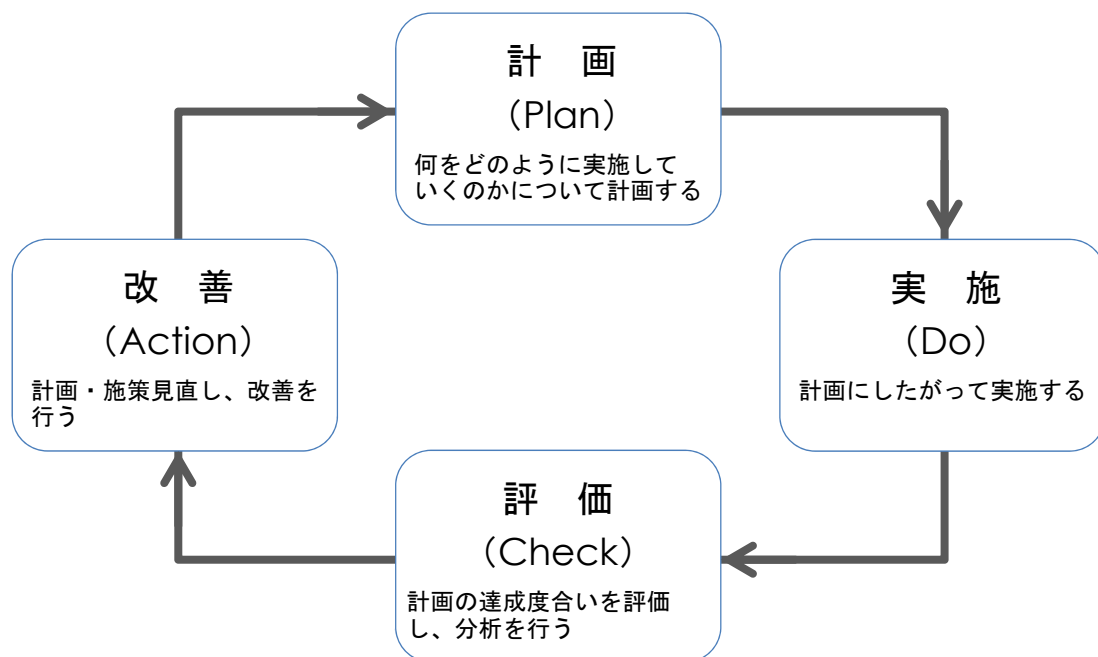 計　画
（Plan）
何をどのように実施して
いくのかについて計画する
改　善
（Action）
計画・施策見直し、改善を
行う
実　施
（Do）
計画にしたがって実施する
評　価
（Check）
計画の達成度合いを評価
し、分析を行う